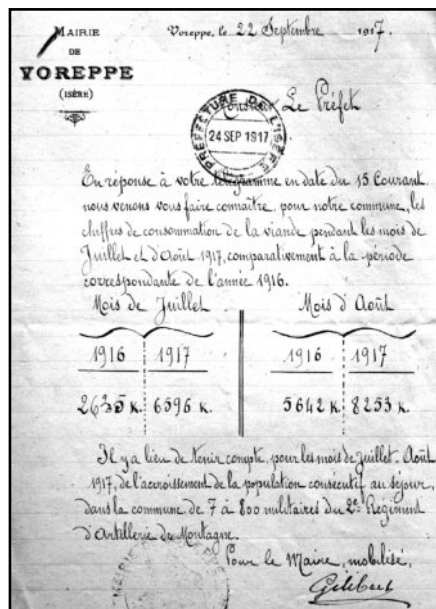 MAIRIE
DE
VOREPPE
(ISÈRE)
Voreppe, le 22 Septembre 1917.
Monsieur Le Préfet
PRÉFECTURE DE L'ISÈRE
24 SEP 1917
En réponse à votre télégramme en date du 15 Courant,
nous venons vous faire connaître, pour notre commune, les
chiffres de consommation de la viande pendant les mois de
Juillet et d'Août 1917, comparativement à la période
correspondante de l'année 1916.
Mois de Juillet
Mois d'Août
1916 1917
1916 1917
2635 K. 6596 K.
5642 K. 8253 K.
Il y a lieu de tenir compte, pour les mois de Juillet-Août
1917, de l'accroissement de la population consécutif au séjour,
dans la commune de 7 à 800 militaires du 2e Régiment
d'Artillerie de Montagne.
Pour le Maire, mobilisé,
Gilibert